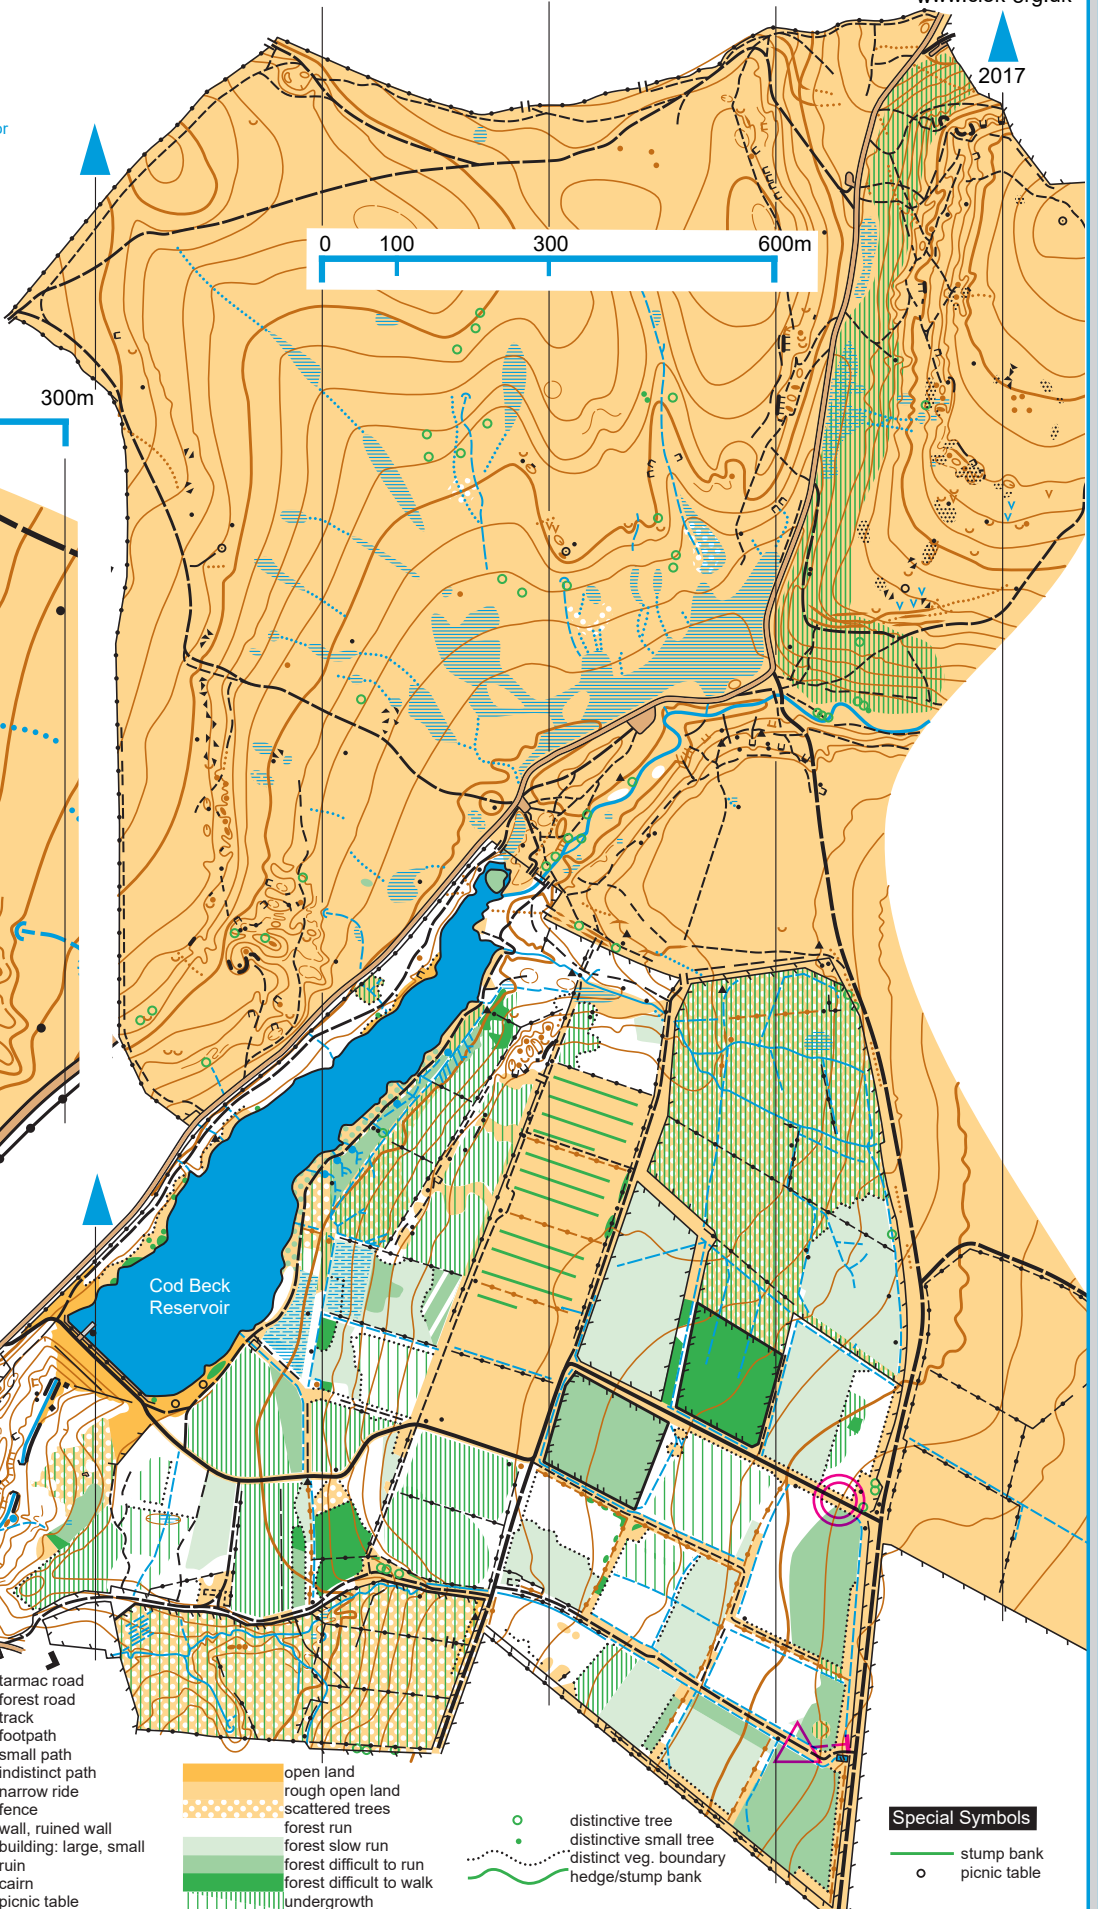 2017
or
0 100 300 600m
300m
Cod Beck
Reservoir
tarmac road
forest road
track
footpath
small path
indistinct path
narrow ride
fence
wall, ruined wall
building: large, small
ruin
cairn
picnic table
open land
rough open land
scattered trees
forest run
forest slow run
forest difficult to run
forest difficult to walk
undergrowth
distinctive tree
distinctive small tree
distinct veg. boundary
hedge/stump bank
Special Symbols
stump bank
picnic table